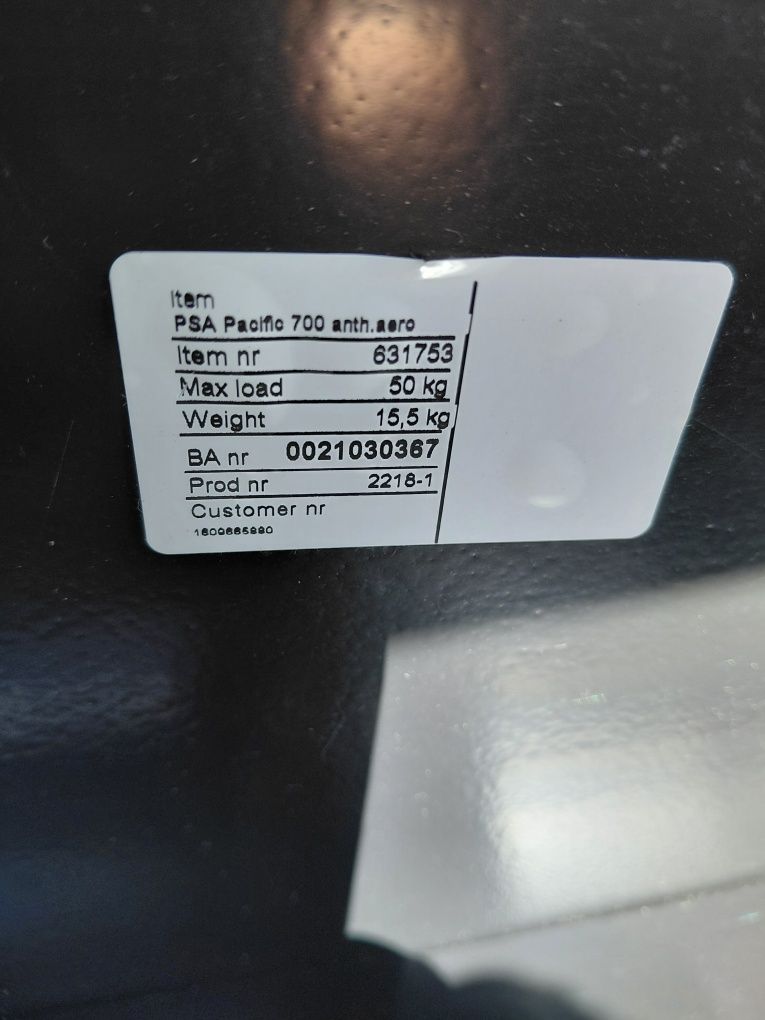 Item
PSA Pacific 700 anth.aero
Item nr 631753
Max load 50 kg
Weight 15,5 kg
BA nr 0021030367
Prod nr 2218-1
Customer nr